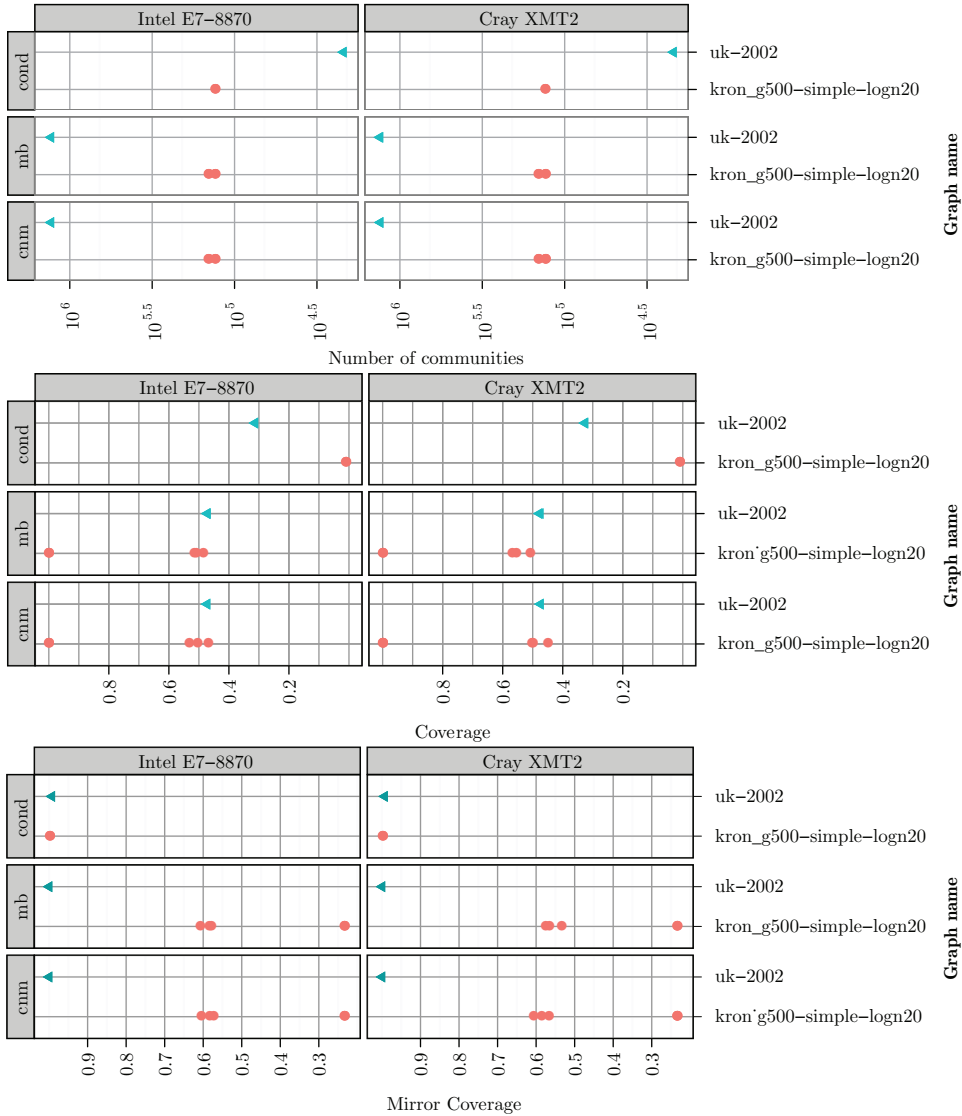 Intel E7−8870
Cray XMT2
cond
uk−2002
kron_g500−simple−logn20
mb
uk−2002
kron_g500−simple−logn20
cnm
uk−2002
kron_g500−simple−logn20
Graph name
10^6
10^5.5
10^5
10^4.5
10^6
10^5.5
10^5
10^4.5
Number of communities
Intel E7−8870
Cray XMT2
cond
uk−2002
kron_g500−simple−logn20
mb
uk−2002
kron˙g500−simple−logn20
cnm
uk−2002
kron_g500−simple−logn20
Graph name
0.8
0.6
0.4
0.2
0.8
0.6
0.4
0.2
Coverage
Intel E7−8870
Cray XMT2
cond
uk−2002
kron_g500−simple−logn20
mb
uk−2002
kron_g500−simple−logn20
cnm
uk−2002
kron˙g500−simple−logn20
Graph name
0.9
0.8
0.7
0.6
0.5
0.4
0.3
0.9
0.8
0.7
0.6
0.5
0.4
0.3
Mirror Coverage